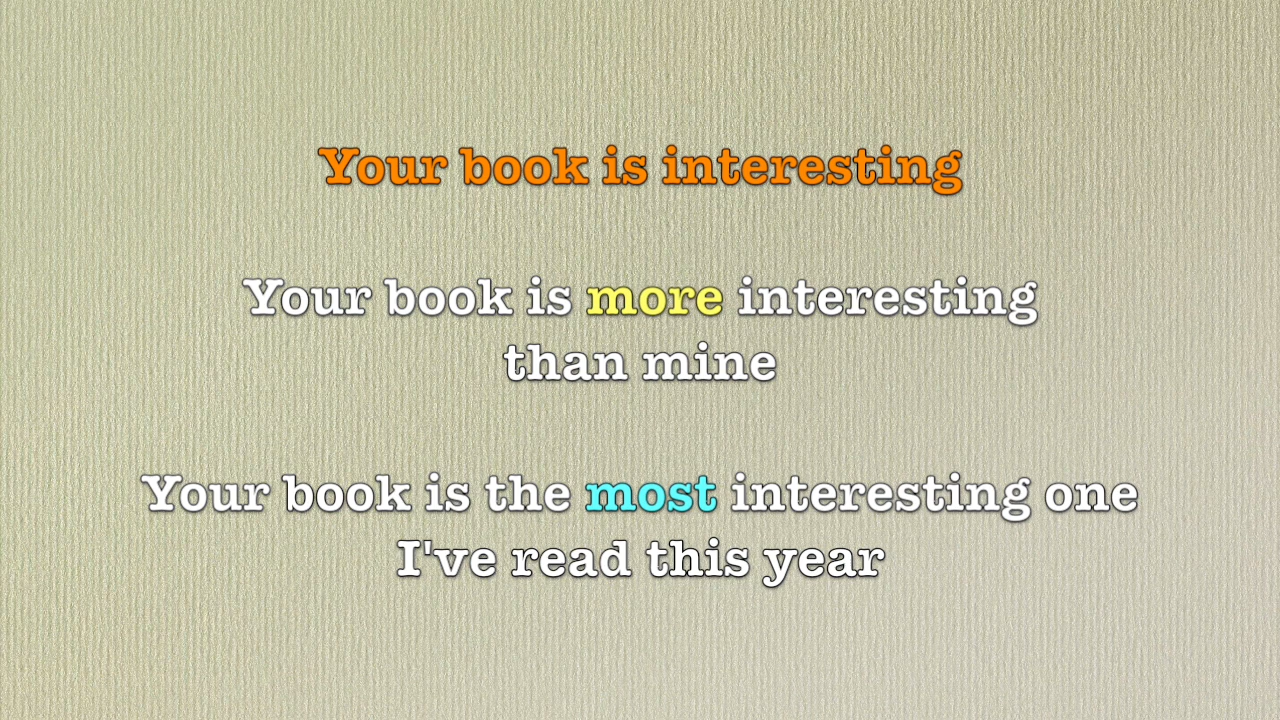 Your book is interesting
Your book is more interesting
than mine
Your book is the most interesting one
I've read this year